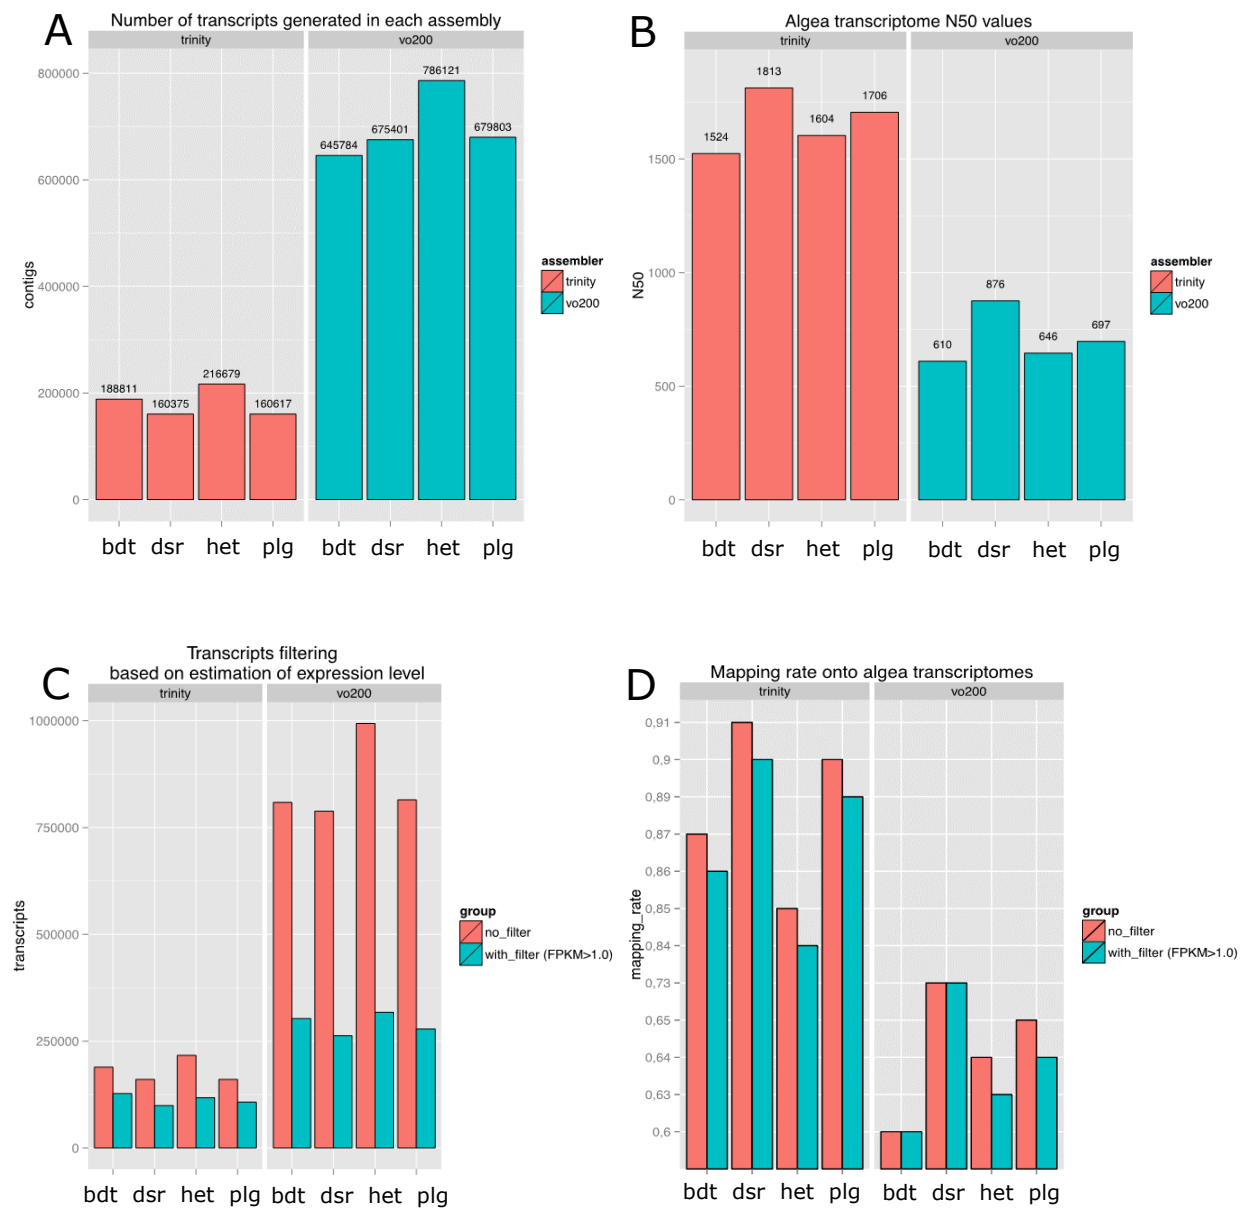 A
Number of transcripts generated in each assembly
trinity
vo200
contigs
800000
600000
400000
200000
0
188811
160375
216679
160617
645784
675401
786121
679803
bdt dsr het plg
bdt dsr het plg
assembler
trinity
vo200
B
Algea transcriptome N50 values
trinity
vo200
N50
1500
1000
500
0
1524
1813
1604
1706
610
876
646
697
bdt dsr het plg
bdt dsr het plg
assembler
trinity
vo200
C
Transcripts filtering
based on estimation of expression level
trinity
vo200
transcripts
1000000
750000
500000
250000
0
bdt dsr het plg
bdt dsr het plg
group
no_filter
with_filter (FPKM>1.0)
D
Mapping rate onto algea transcriptomes
trinity
vo200
mapping_rate
0,91
0,9
0,89
0,87
0,86
0,85
0,84
0,73
0,65
0,64
0,63
0,6
bdt dsr het plg
bdt dsr het plg
group
no_filter
with_filter (FPKM>1.0)